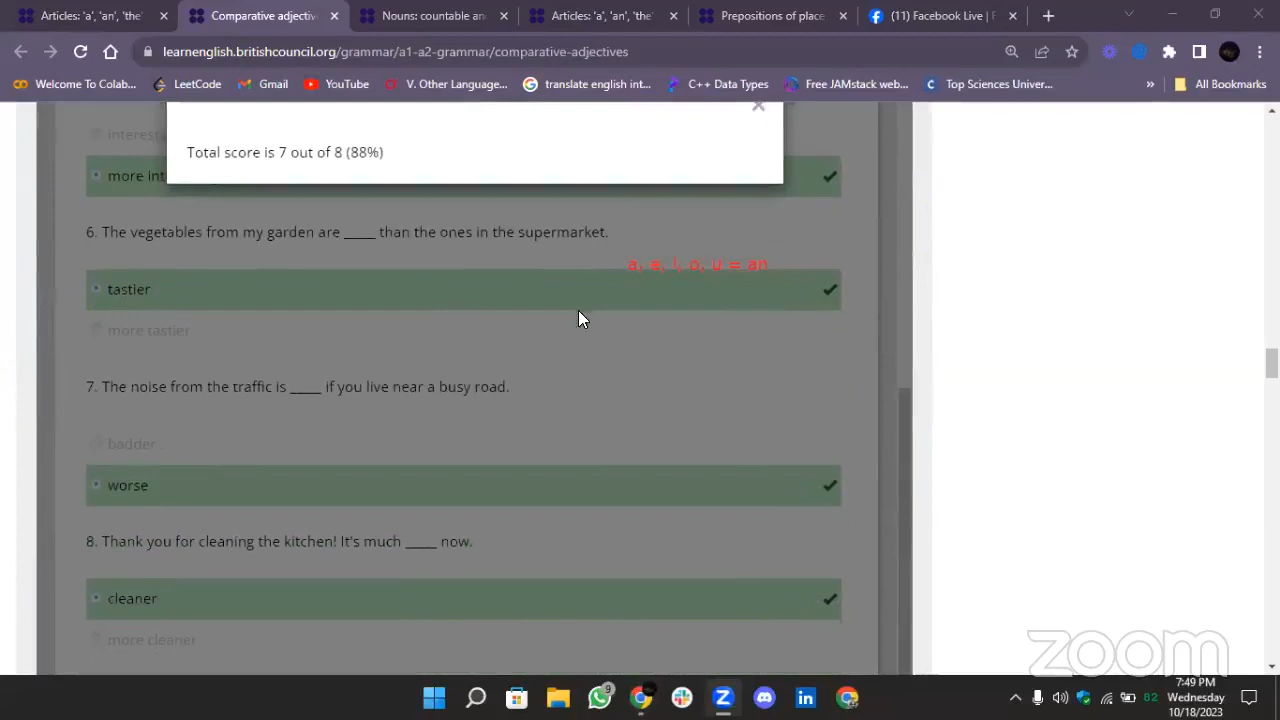 Articles: 'a', 'an', 'the'
Comparative adjectiv
Nouns: countable an
Articles: 'a', 'an', 'the'
Prepositions of place
(11) Facebook Live | F
learnenglish.britishcouncil.org/grammar/a1-a2-grammar/comparative-adjectives
Welcome To Colab...
LeetCode
Gmail
YouTube
V. Other Language...
translate english int...
C++ Data Types
Free JAMstack web...
Top Sciences Univer...
All Bookmarks
Total score is 7 out of 8 (88%)
more int
6. The vegetables from my garden are _____ than the ones in the supermarket.
a, e, i, o, u = an
tastier
more tastier
7. The noise from the traffic is _____ if you live near a busy road.
badder
worse
8. Thank you for cleaning the kitchen! It's much _____ now.
cleaner
more cleaner
zoom
9
82
7:49 PM
Wednesday
10/18/2023